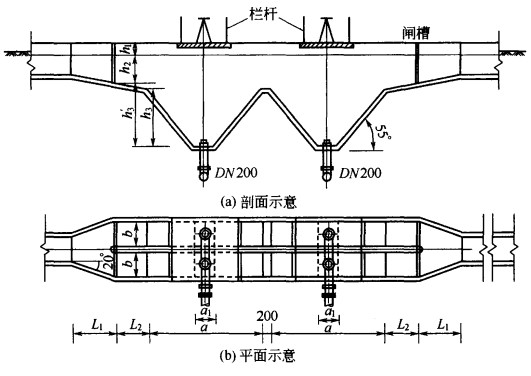 栏杆
闸槽
h1
h2
h3'
h3
55°
DN200
DN200
(a) 剖面示意
b
b
20°
a1
a1
L1
L2
a
200
a
L2
L1
(b) 平面示意